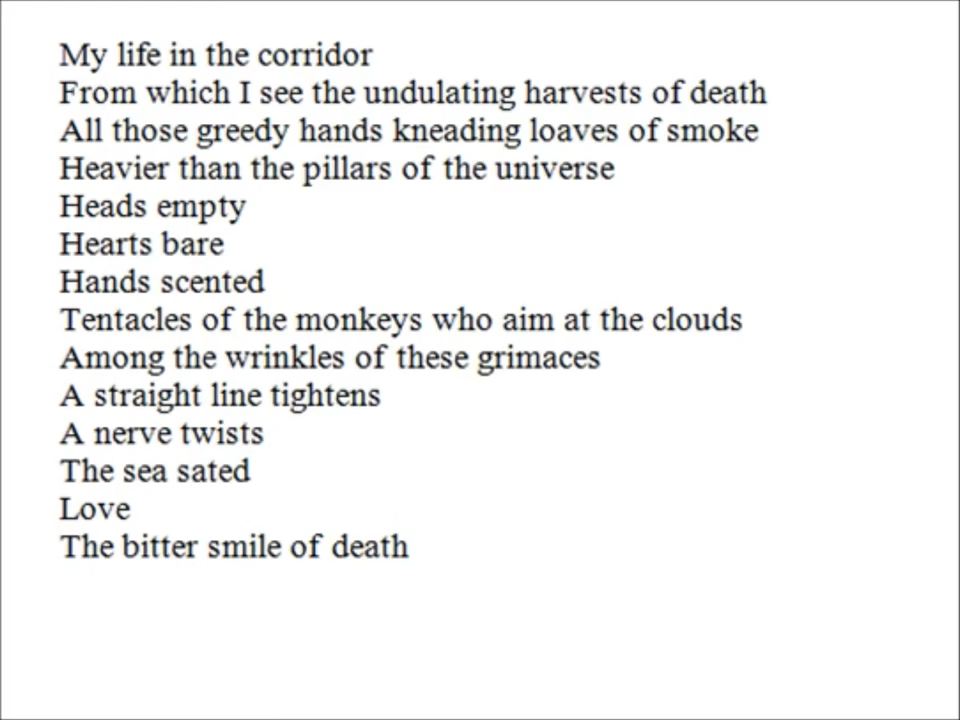 My life in the corridor
From which I see the undulating harvests of death
All those greedy hands kneading loaves of smoke
Heavier than the pillars of the universe
Heads empty
Hearts bare
Hands scented
Tentacles of the monkeys who aim at the clouds
Among the wrinkles of these grimaces
A straight line tightens
A nerve twists
The sea sated
Love
The bitter smile of death